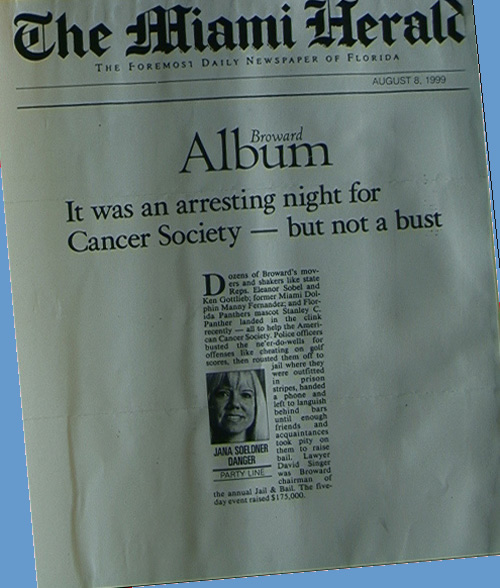 The Miami Herald
THE FOREMOST DAILY NEWSPAPER OF FLORIDA
AUGUST 8, 1999
Broward
Album
It was an arresting night for
Cancer Society — but not a bust
Dozens of Broward's mov-
ers and shakers like state
Reps. Eleanor Sobel and
Ken Gottlieb; former Miami Dol-
phin Manny Fernandez; and Flor-
ida Panthers mascot Stanley C.
Panther landed in the clink
recently — all to help the Ameri-
can Cancer Society. Police officers
busted the ne'er-do-wells for
offenses like cheating on golf
scores, then rousted them off to
jail where they
were outfitted
in prison
stripes, handed
a phone and
left to languish
behind bars
until enough
friends and
acquaintances
took pity on
them to raise
bail. Lawyer
David Singer
was Broward
chairman of
the annual Jail & Bail. The five-
day event raised $175,000.
JANA SOELDNER
DANGER
PARTY LINE